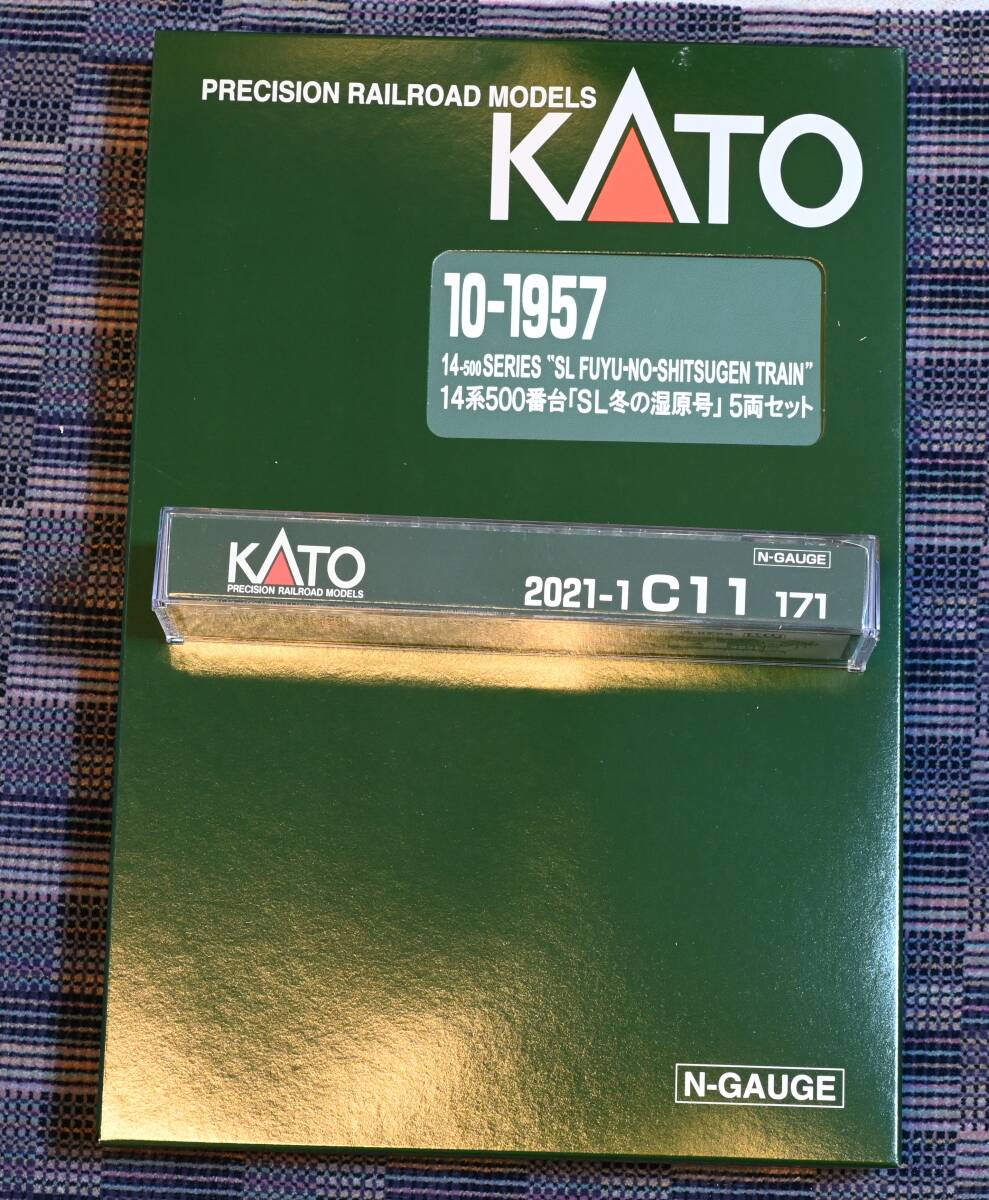 PRECISION RAILROAD MODELS
KATO
10-1957
14-500 SERIES "SL FUYU-NO-SHITSUGEN TRAIN"
14系500番台「SL冬の湿原号」5両セット
KATO
PRECISION RAILROAD MODELS
N-GAUGE
2021-1 C11 171
N-GAUGE